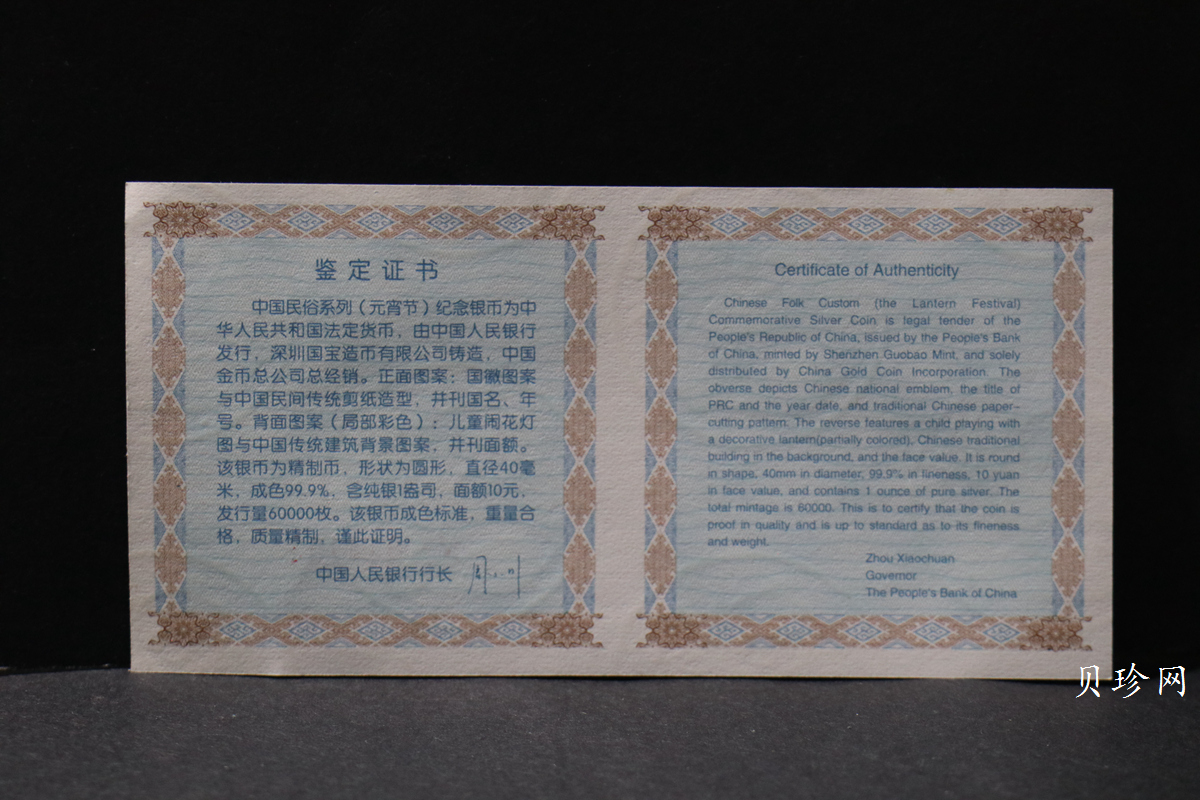 鉴定证书
中国民俗系列（元宵节）纪念银币为中
华人民共和国法定货币，由中国人民银行
发行，深圳国宝造币有限公司铸造，中国
金币总公司总经销。正面图案：国徽图案
与中国民间传统剪纸造型，并刊国名、年
号。背面图案（局部彩色）：儿童闹花灯
图与中国传统建筑背景图案，并刊面额。
该银币为精制币，形状为圆形，直径40毫
米，成色99.9%，含纯银1盎司，面额10元，
发行量60000枚。该银币成色标准，重量合
格，质量精制，谨此证明。
中国人民银行行长
Certificate of Authenticity
Chinese Folk Custom (the Lantern Festival)
Commemorative Silver Coin is legal tender of the
People's Republic of China, issued by the People's Bank
of China, minted by Shenzhen Guobao Mint, and solely
distributed by China Gold Coin Incorporation. The
obverse depicts Chinese national emblem, the title of
PRC and the year date, and traditional Chinese paper-
cutting pattern. The reverse features a child playing with
a decorative lantern(partially colored), Chinese traditional
building in the background, and the face value. It is round
in shape, 40mm in diameter, 99.9% in fineness, 10 yuan
in face value, and contains 1 ounce of pure silver. The
total mintage is 60000. This is to certify that the coin is
proof in quality and is up to standard as to its fineness
and weight.
Zhou Xiaochuan
Governor
The People's Bank of China
贝珍网